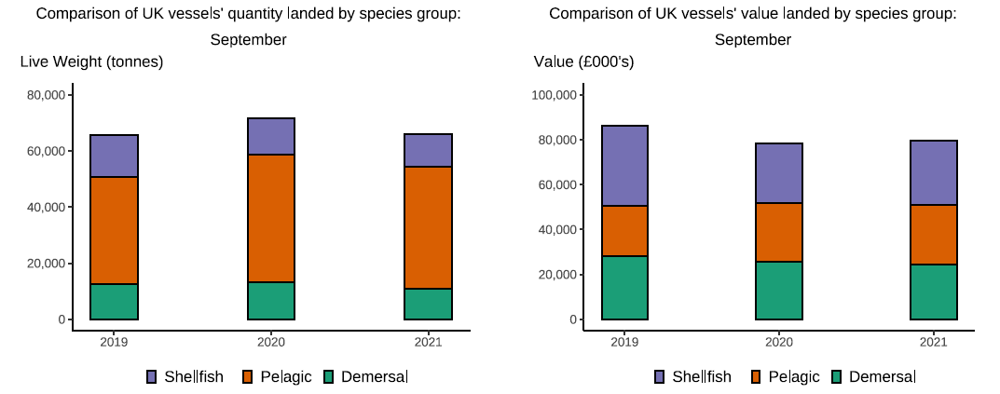 Comparison of UK vessels' quantity landed by species group:
September
Live Weight (tonnes)
80,000
60,000
40,000
20,000
0
2019 2020 2021
Shellfish Pelagic Demersal
Comparison of UK vessels' value landed by species group:
September
Value (£000's)
100,000
80,000
60,000
40,000
20,000
0
2019 2020 2021
Shellfish Pelagic Demersal